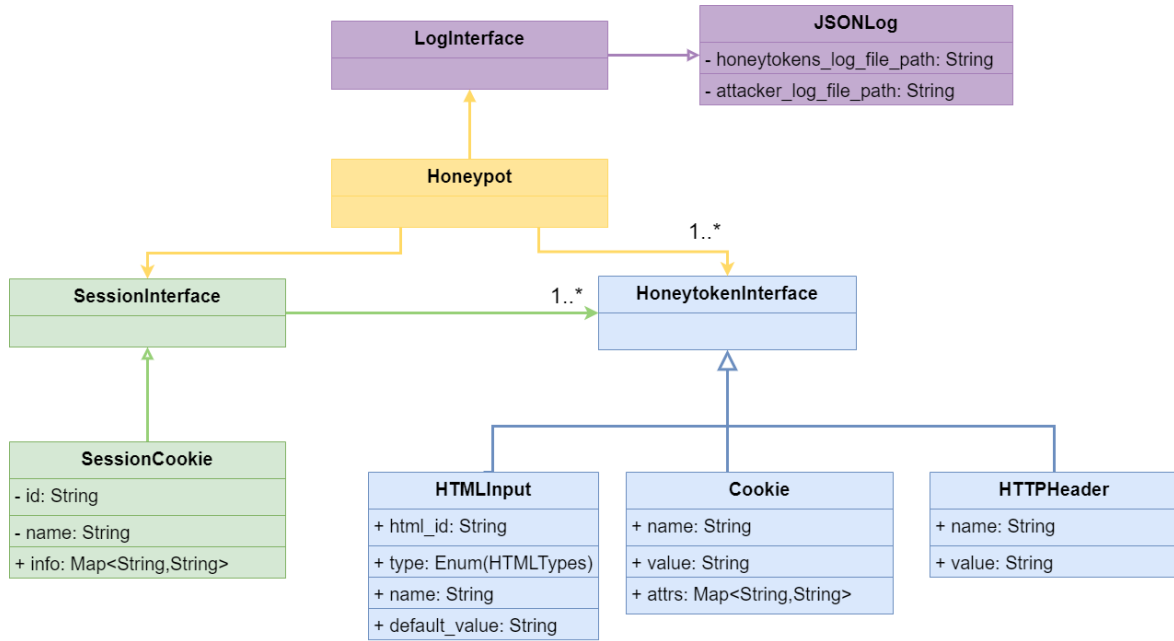 LogInterface
JSONLog
- honeytokens_log_file_path: String
- attacker_log_file_path: String
Honeypot
1..*
SessionInterface
1..*
HoneytokenInterface
SessionCookie
- id: String
- name: String
+ info: Map<String,String>
HTMLInput
+ html_id: String
+ type: Enum(HTMLTypes)
+ name: String
+ default_value: String
Cookie
+ name: String
+ value: String
+ attrs: Map<String,String>
HTTPHeader
+ name: String
+ value: String